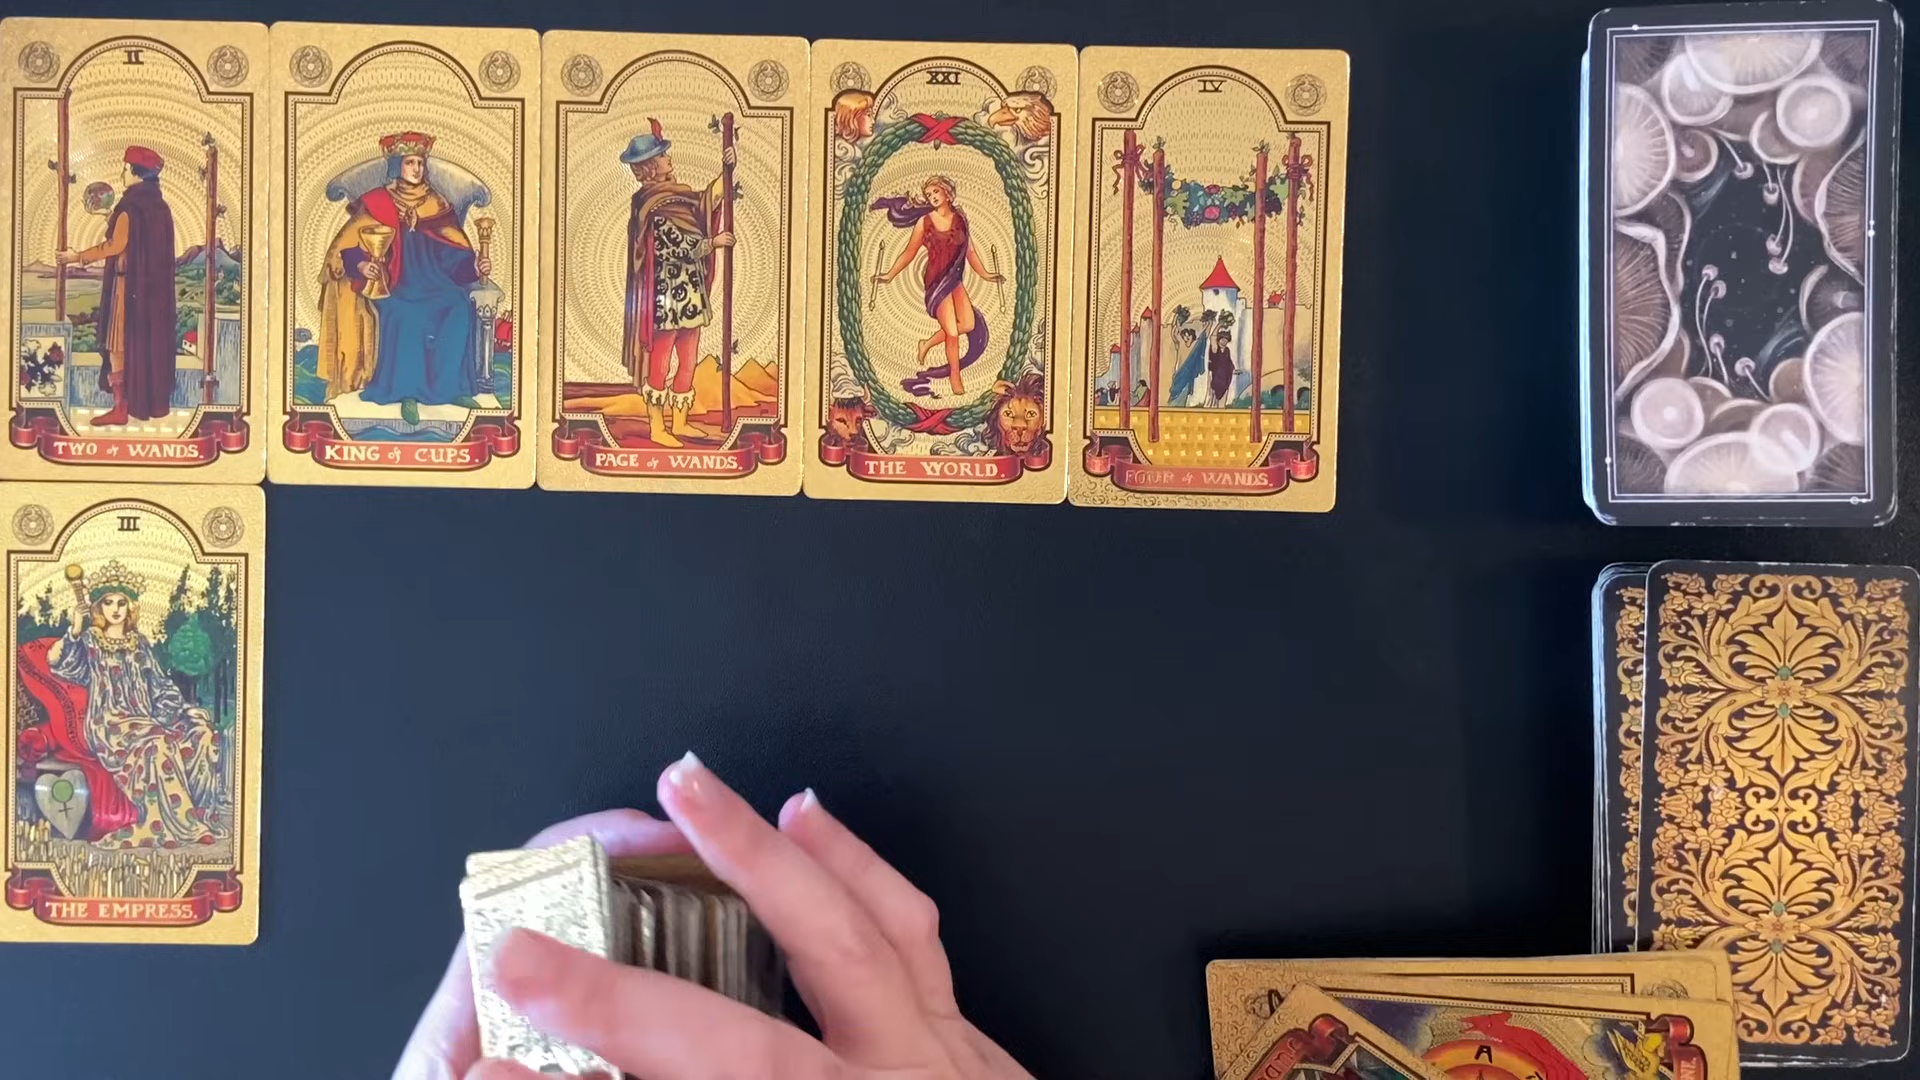 II
TWO of WANDS.
KING of CUPS.
PAGE of WANDS.
XXI
THE WORLD.
IV
FOUR of WANDS.
III
THE EMPRESS.
A